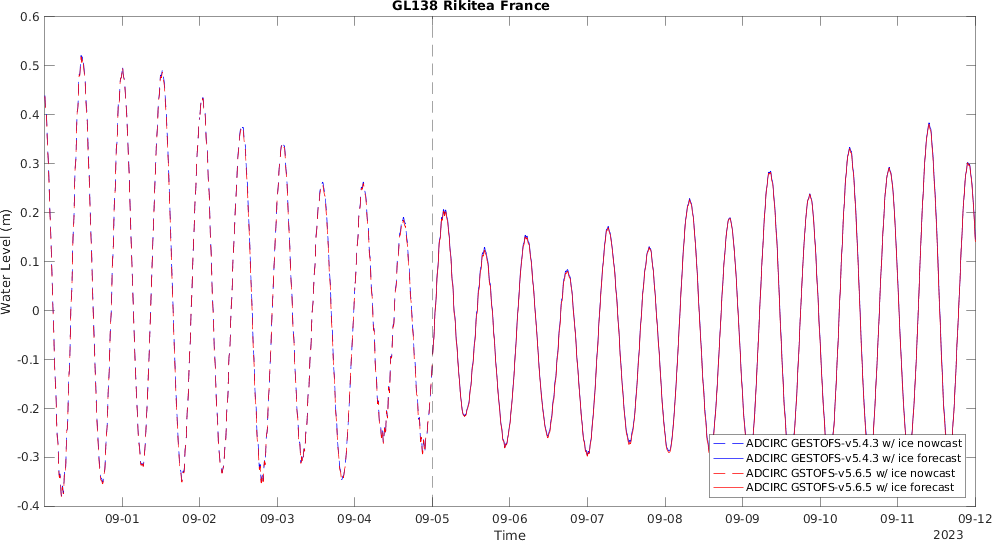 GL138 Rikitea France
0.6
0.5
0.4
0.3
0.2
0.1
0
-0.1
-0.2
-0.3
-0.4
Water Level (m)
ADCIRC GESTOFS-v5.4.3 w/ ice nowcast
ADCIRC GESTOFS-v5.4.3 w/ ice forecast
ADCIRC GSTOFS-v5.6.5 w/ ice nowcast
ADCIRC GSTOFS-v5.6.5 w/ ice forecast
09-01 09-02 09-03 09-04 09-05 09-06 09-07 09-08 09-09 09-10 09-11 09-12
Time
2023